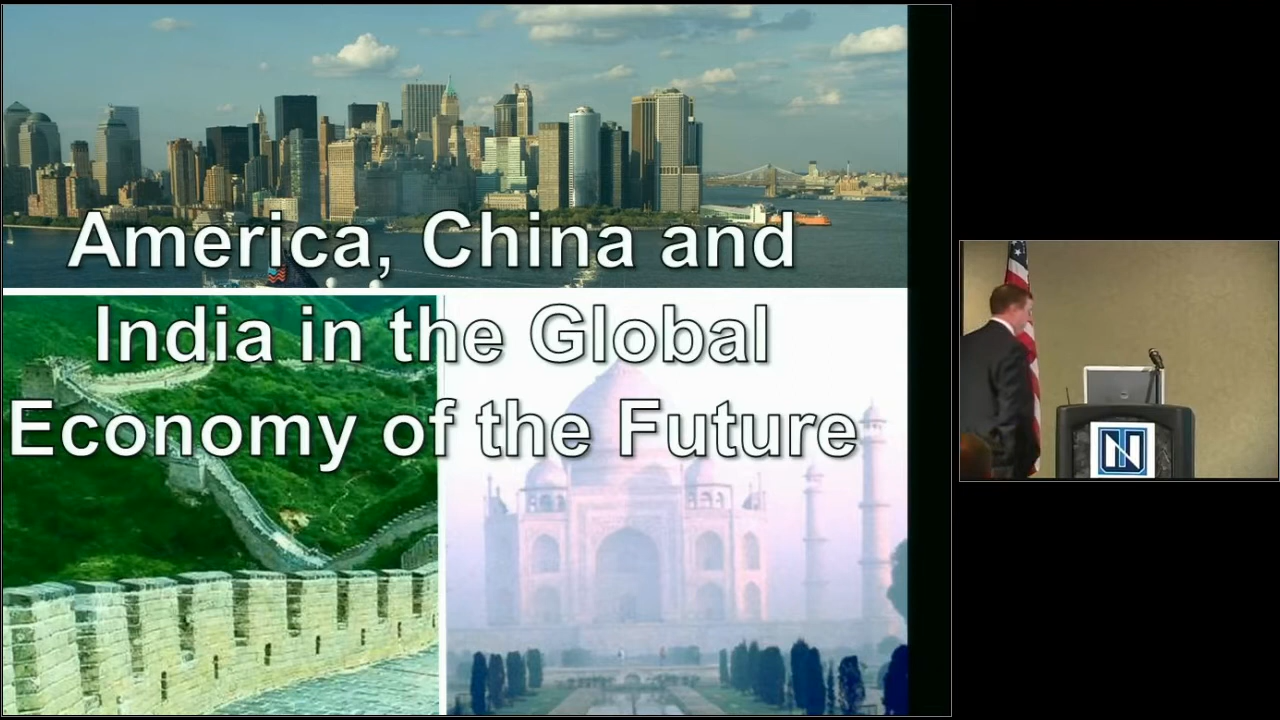 America, China and
India in the Global
Economy of the Future